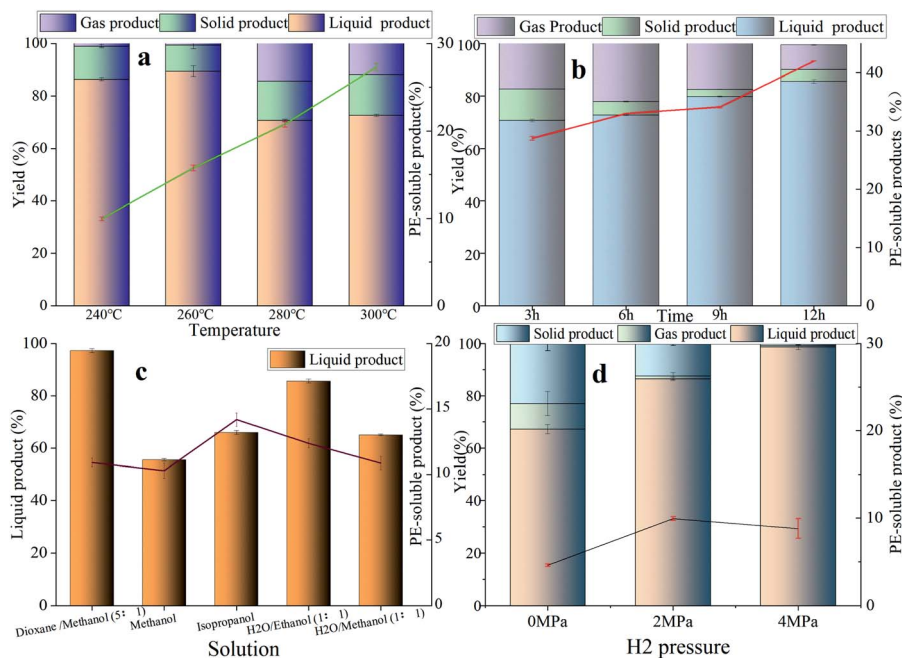 Gas product Solid product Liquid product
a
Yield (%)
100
80
60
40
20
0
30
20
10
0
PE-soluble product(%)
240℃ 260℃ 280℃ 300℃
Temperature
Gas Product Solid product Liquid product
b
Yield (%)
100
80
60
40
20
0
40
30
20
10
0
PE-soluble products (%)
3h 6h Time 9h 12h
Liquid product
c
Liquid product (%)
100
80
60
40
20
0
20
15
10
5
0
PE-soluble product (%)
Dioxane /Methanol (5：1) Methanol Isopropanol H2O/Ethanol (1：1) H2O/Methanol (1：1)
Solution
Solid product Gas product Liquid product
d
Yield(%)
100
80
60
40
20
0
30
20
10
0
PE-soluble product (%)
0MPa 2MPa 4MPa
H2 pressure